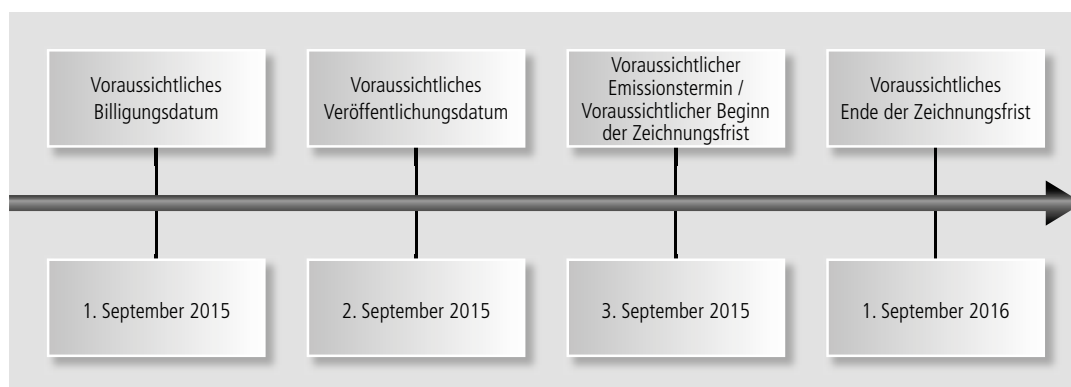 Voraussichtliches
Billigungsdatum
Voraussichtliches
Veröffentlichungsdatum
Voraussichtlicher
Emissionstermin /
Voraussichtlicher Beginn
der Zeichnungsfrist
Voraussichtliches
Ende der Zeichnungsfrist
1. September 2015
2. September 2015
3. September 2015
1. September 2016